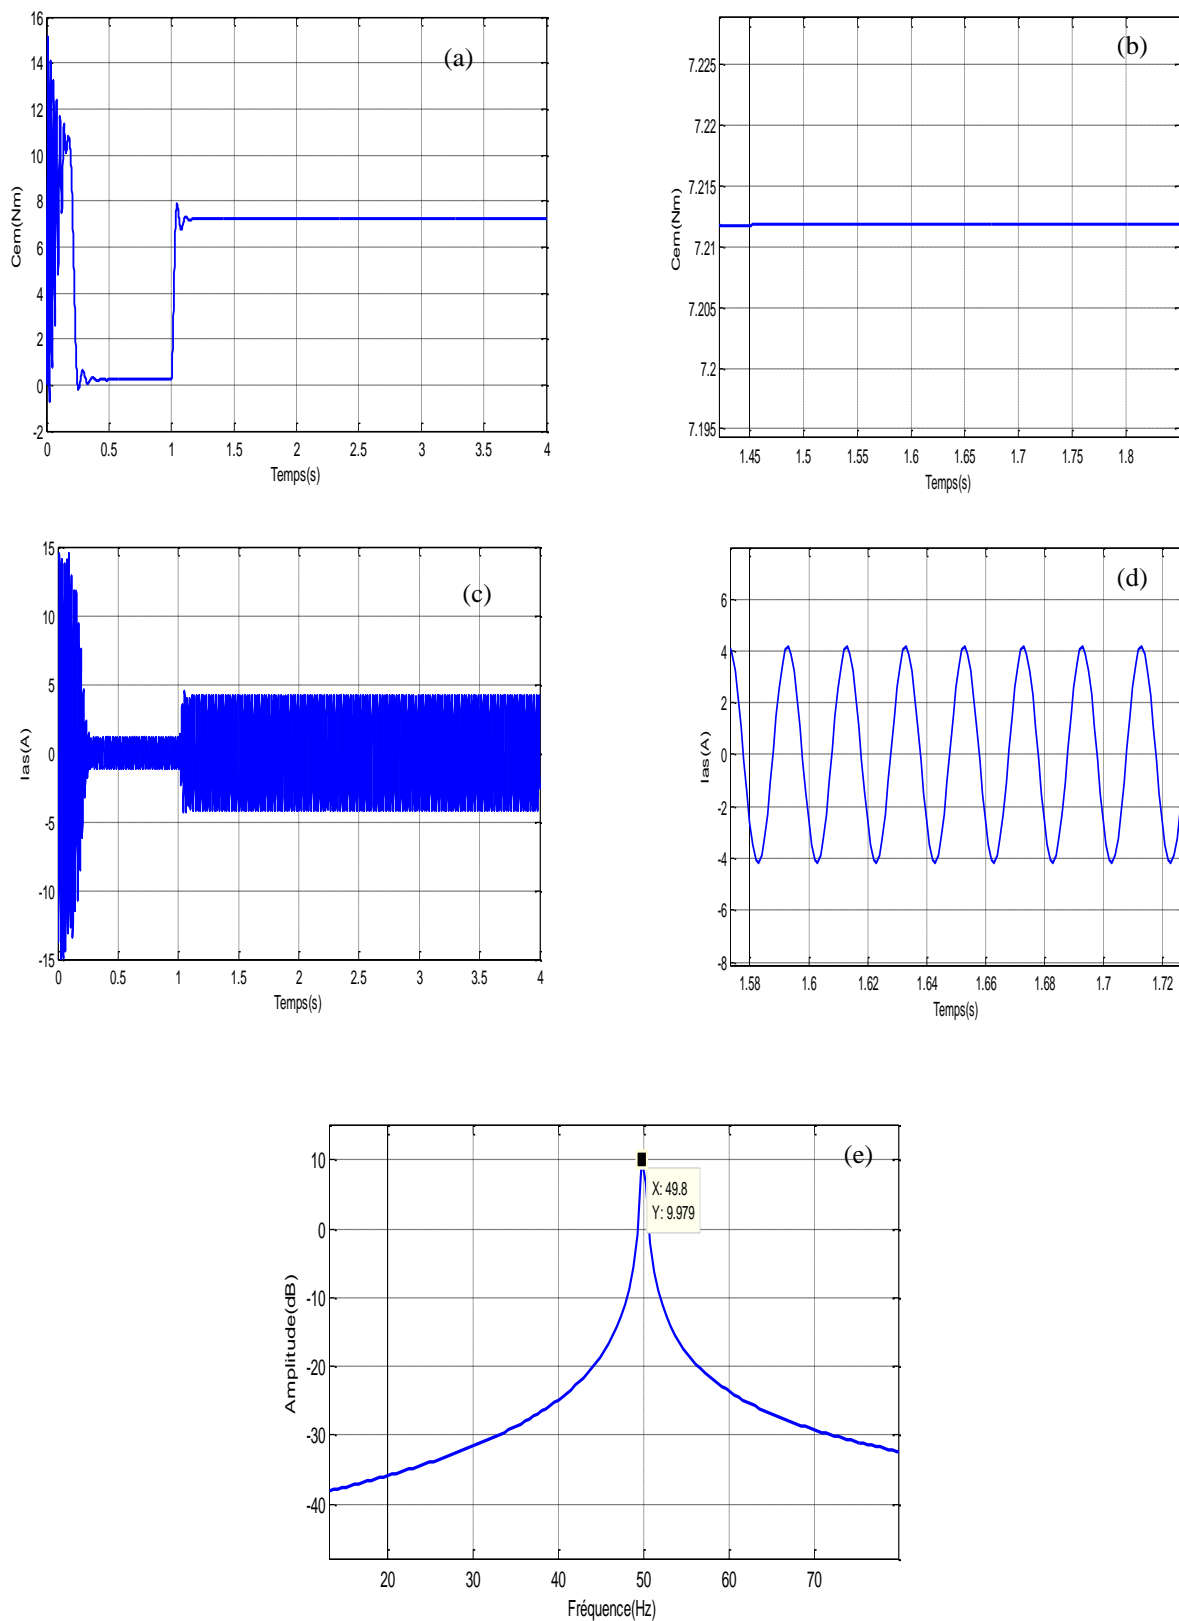 (a)
16
14
12
10
8
6
4
2
0
-2
Cem(Nm)
0 0.5 1 1.5 2 2.5 3 3.5 4
Temps(s)
(b)
7.225
7.22
7.215
7.21
7.205
7.2
7.195
Cem(Nm)
1.45 1.5 1.55 1.6 1.65 1.7 1.75 1.8
Temps(s)
(c)
15
10
5
0
-5
-10
-15
Ias(A)
0 0.5 1 1.5 2 2.5 3 3.5 4
Temps(s)
(d)
6
4
2
0
-2
-4
-6
-8
Ias(A)
1.58 1.6 1.62 1.64 1.66 1.68 1.7 1.72
Temps(s)
(e)
10
0
-10
-20
-30
-40
Amplitude(dB)
X: 49.8
Y: 9.979
20 30 40 50 60 70
Fréquence(Hz)